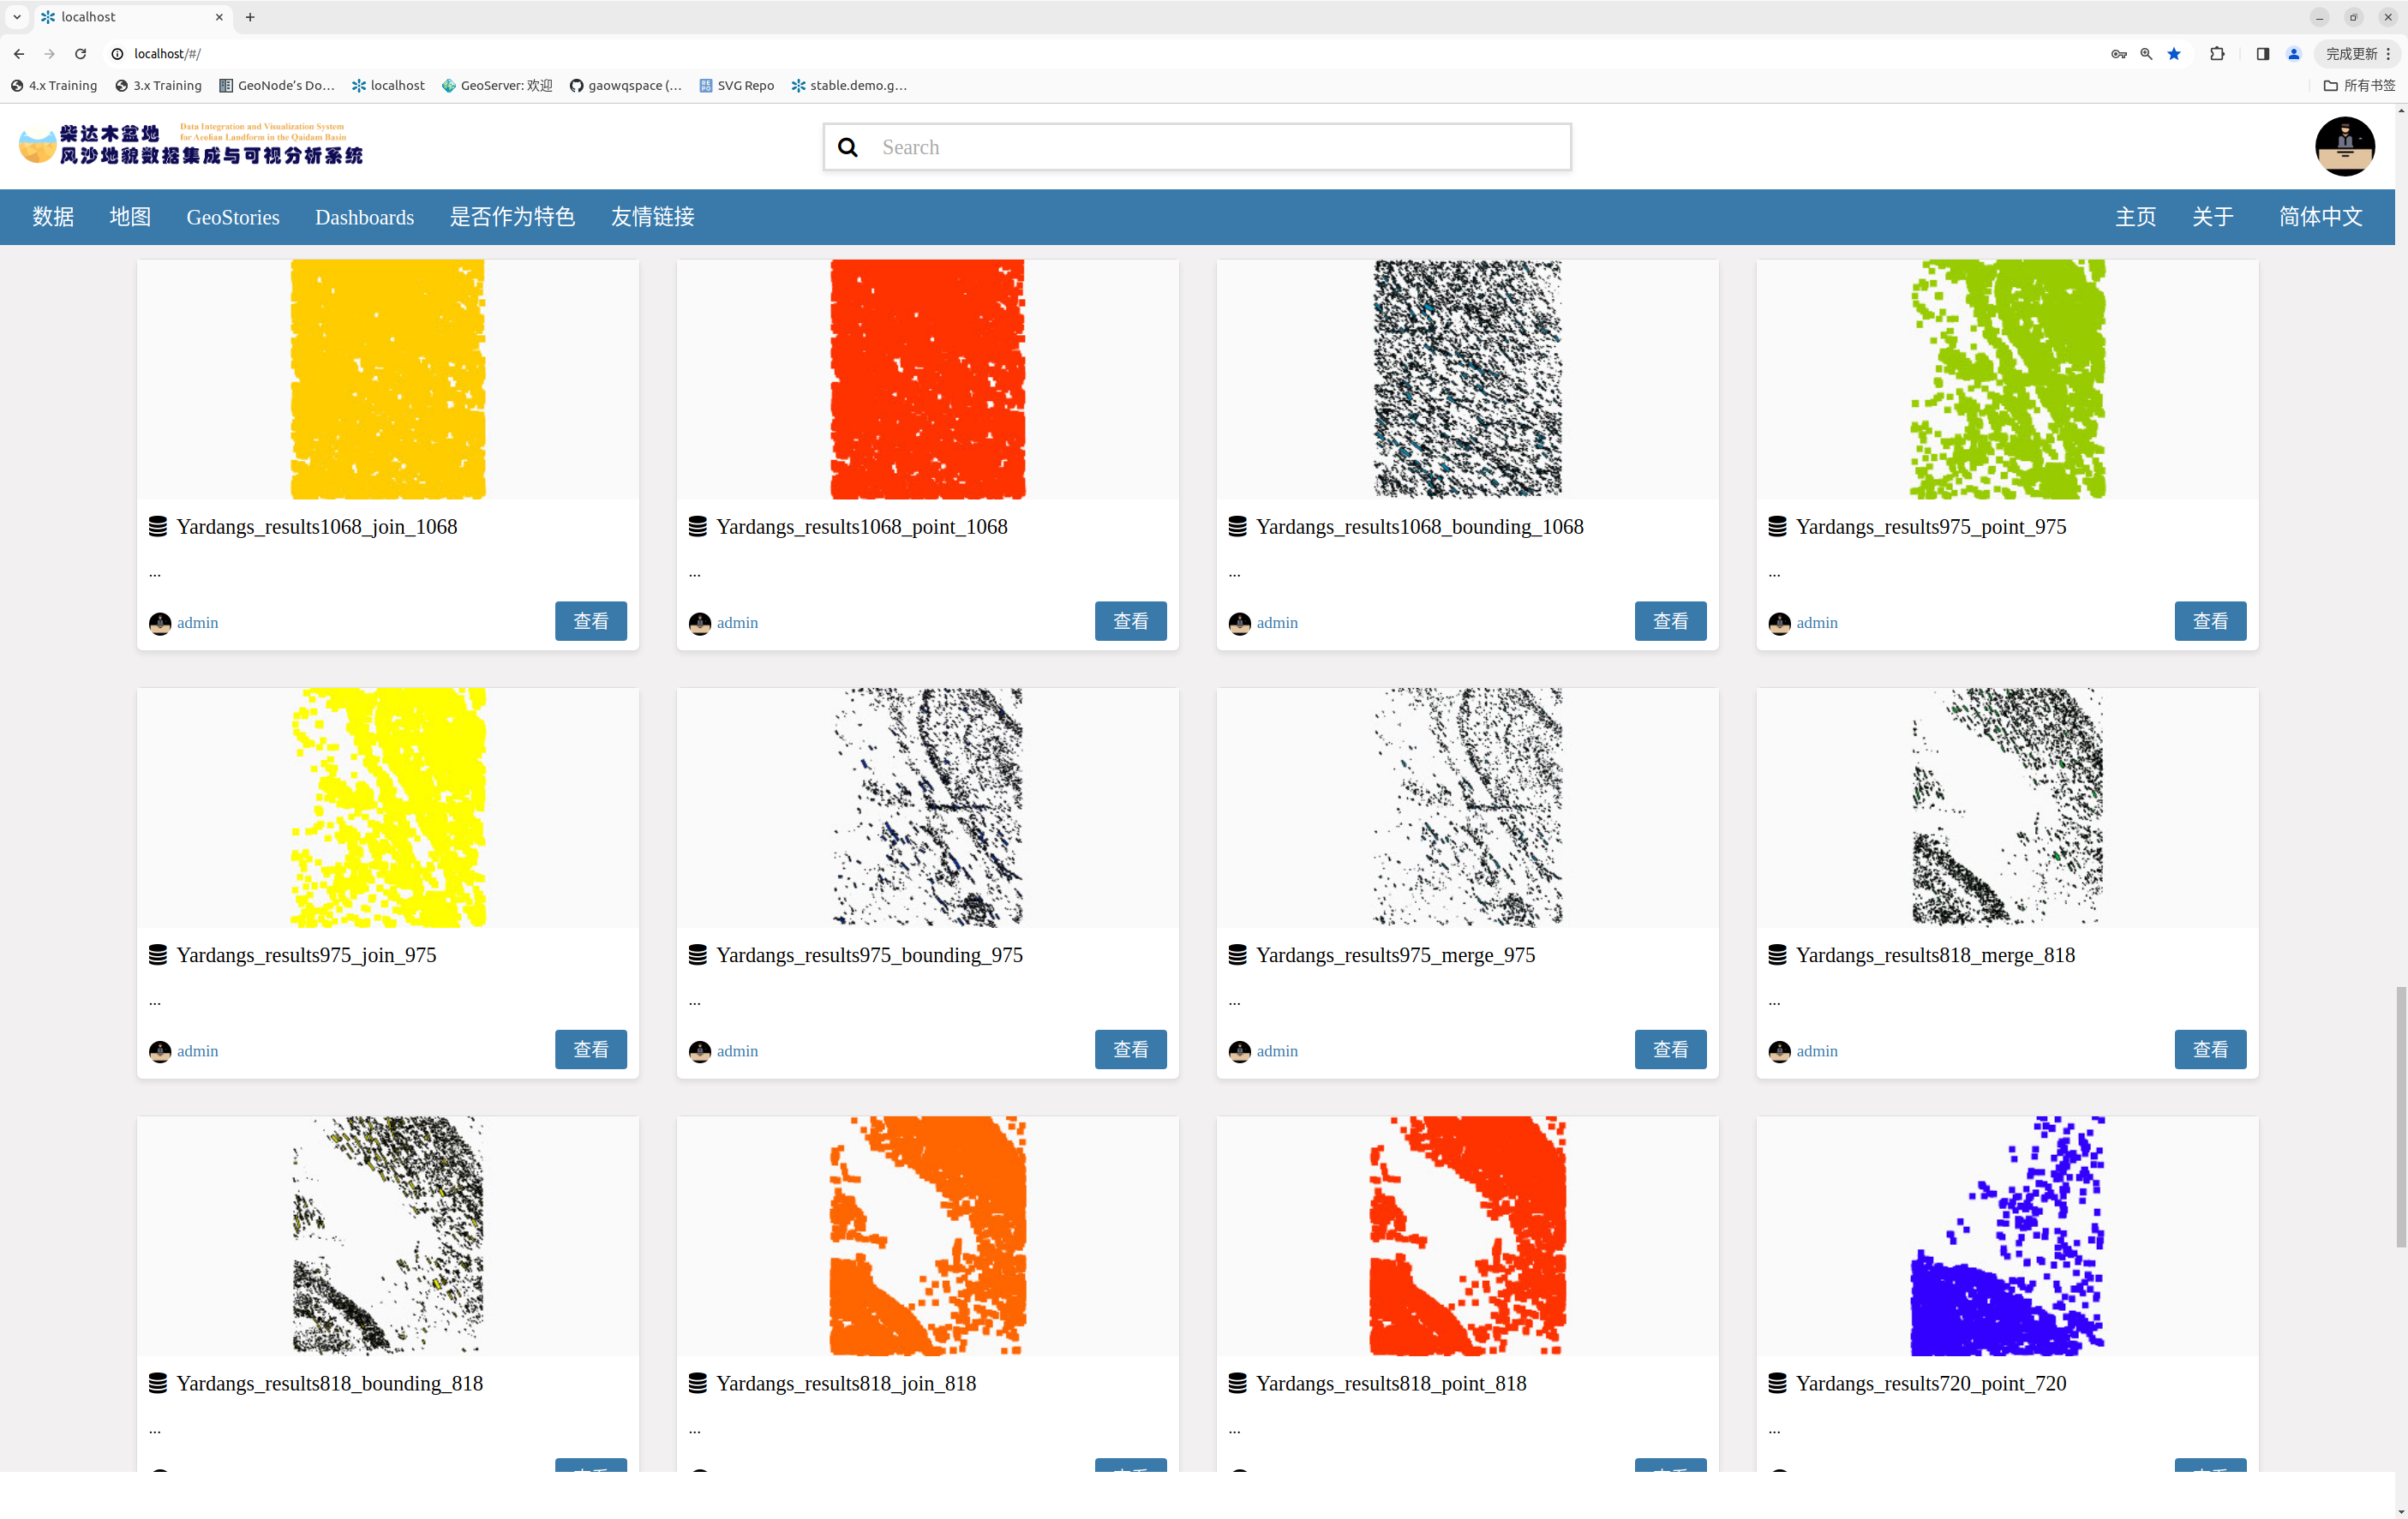 localhost
localhost/#/
完成更新
4.x Training
3.x Training
GeoNode's Do...
localhost
GeoServer: 欢迎
gaowqspace (...
SVG Repo
stable.demo.g...
所有书签
柴达木盆地
Data Integration and Visualization System
for Aeolian Landform in the Qaidam Basin
风沙地貌数据集成与可视分析系统
Search
数据 地图 GeoStories Dashboards 是否作为特色 友情链接 主页 关于 简体中文
Yardangs_results1068_join_1068
...
admin
查看
Yardangs_results1068_point_1068
...
admin
查看
Yardangs_results1068_bounding_1068
...
admin
查看
Yardangs_results975_point_975
...
admin
查看
Yardangs_results975_join_975
...
admin
查看
Yardangs_results975_bounding_975
...
admin
查看
Yardangs_results975_merge_975
...
admin
查看
Yardangs_results818_merge_818
...
admin
查看
Yardangs_results818_bounding_818
...
Yardangs_results818_join_818
...
Yardangs_results818_point_818
...
Yardangs_results720_point_720
...